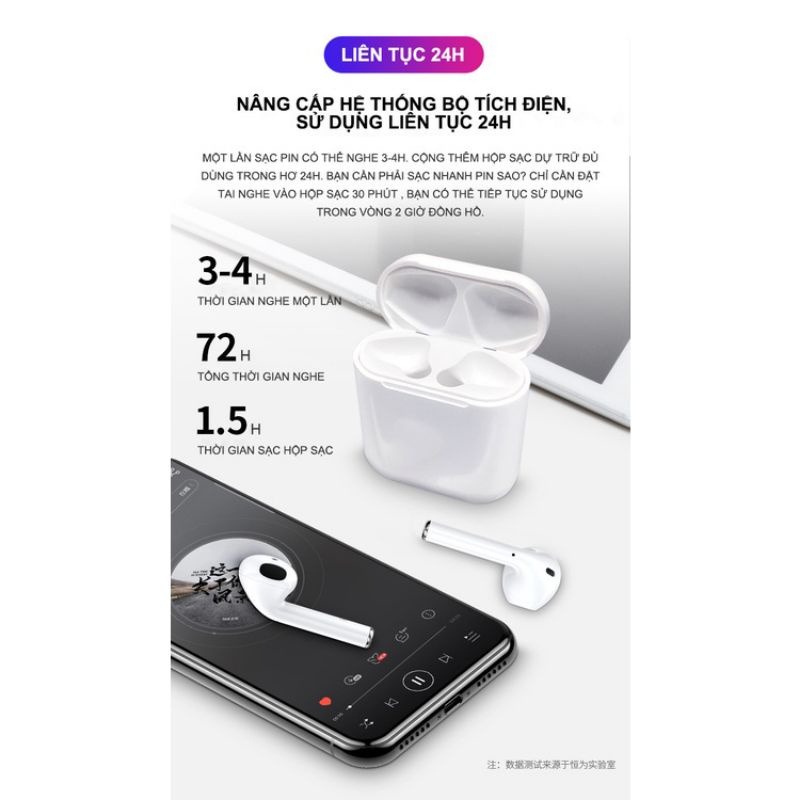 LIÊN TỤC 24H
NÂNG CẤP HỆ THỐNG BỘ TÍCH ĐIỆN,
SỬ DỤNG LIÊN TỤC 24H
MỘT LẦN SẠC PIN CÓ THỂ NGHE 3-4H. CỘNG THÊM HỘP SẠC DỰ TRỮ ĐỦ
DÙNG TRONG HƠ 24H. BẠN CẦN PHẢI SẠC NHANH PIN SAO? CHỈ CẦN ĐẶT
TAI NGHE VÀO HỘP SẠC 30 PHÚT , BẠN CÓ THỂ TIẾP TỤC SỬ DỤNG
TRONG VÒNG 2 GIỜ ĐỒNG HỒ.
3-4H
THỜI GIAN NGHE MỘT LẦN
72H
TỔNG THỜI GIAN NGHE
1.5H
THỜI GIAN SẠC HỘP SẠC
注：数据测试来源于恒为实验室